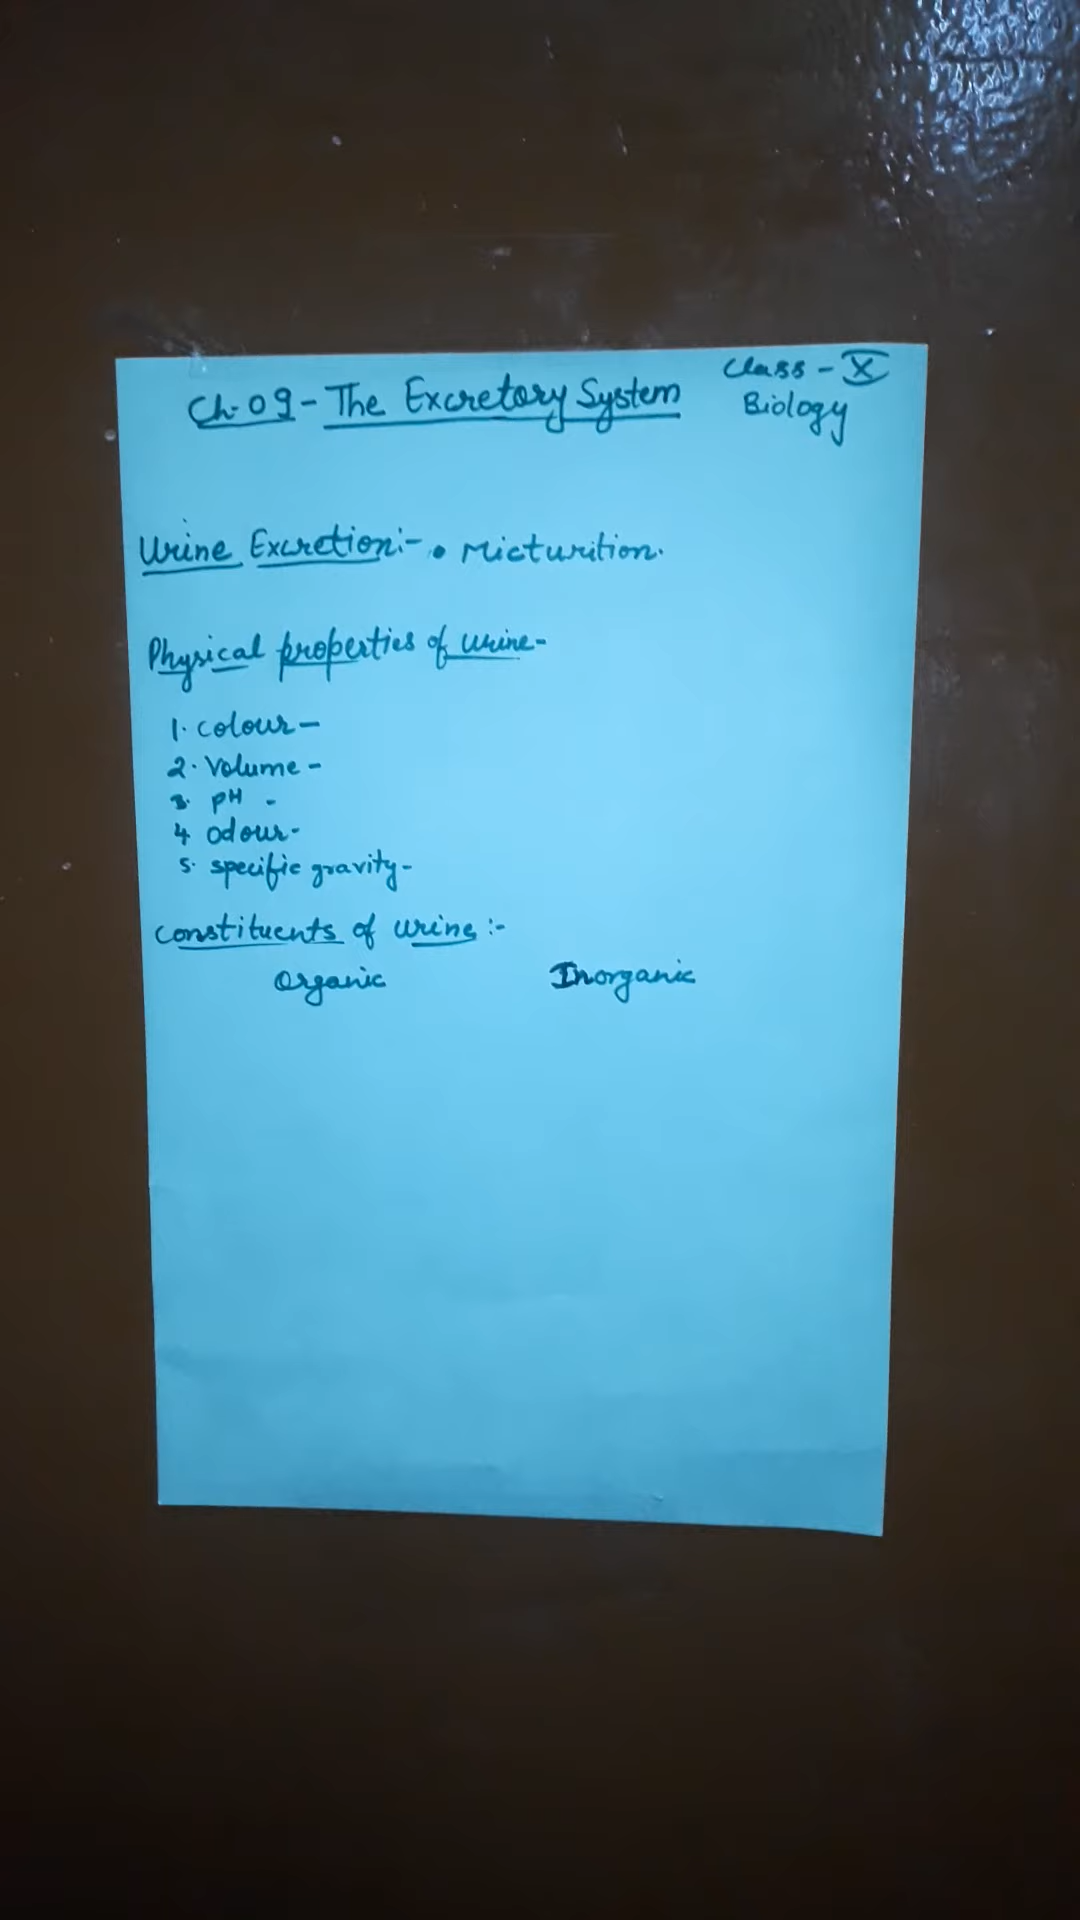 Ch-09-The Excretory System
Class - X
Biology
Urine Excretion:- • Micturition.
Physical properties of urine-
1. colour -
2. Volume -
3. pH -
4. odour-
5. specific gravity-
constituents of urine :-
Organic Inorganic